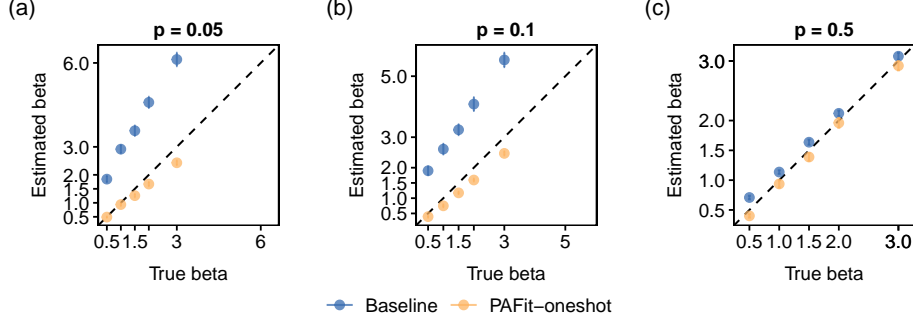 (a)
p = 0.05
Estimated beta
6.0
3.0
2.0
1.5
1.0
0.5
0.5 1.5 3 6
True beta
(b)
p = 0.1
Estimated beta
5.0
3.0
2.0
1.5
1.0
0.5
0.5 1.5 3 5
True beta
(c)
p = 0.5
Estimated beta
3.0
2.0
1.5
1.0
0.5
0.5 1.0 1.5 2.0 3.0
True beta
Baseline PAFit−oneshot